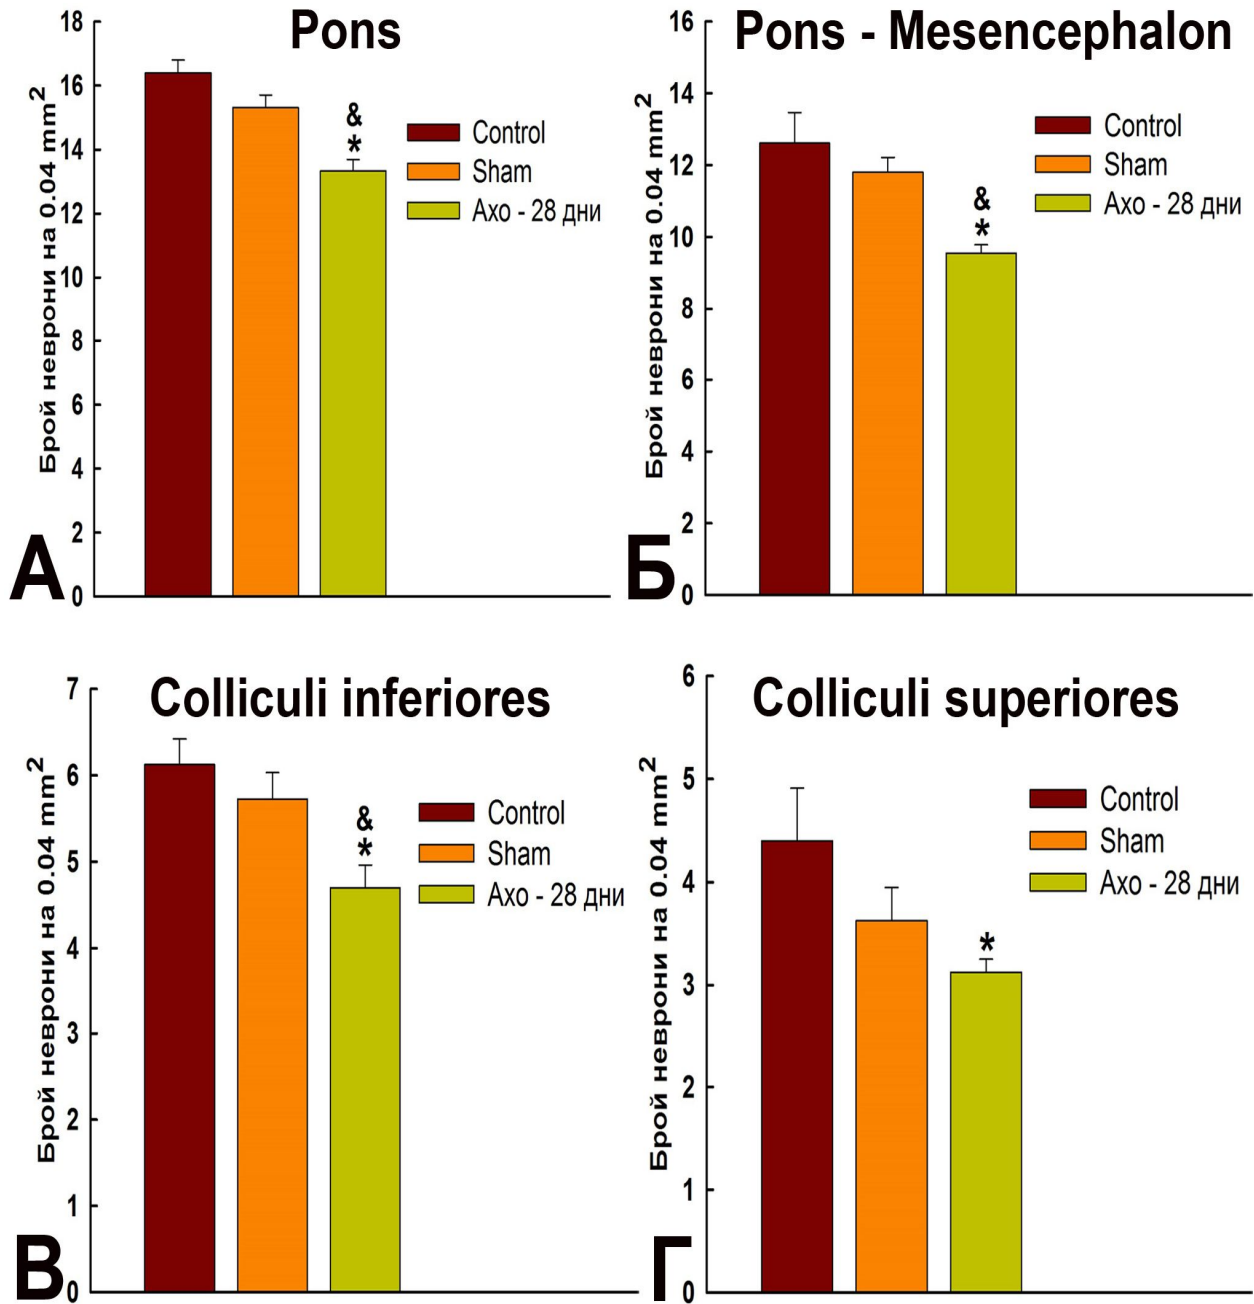 Pons
18
16
14
12
10
8
6
4
2
0
Брой неврони на 0.04 mm²
&
*
Control
Sham
Ахо - 28 дни
А
Pons - Mesencephalon
16
14
12
10
8
6
4
2
0
Брой неврони на 0.04 mm²
&
*
Control
Sham
Ахо - 28 дни
Б
Colliculi inferiores
7
6
5
4
3
2
1
0
Брой неврони на 0.04 mm²
&
*
Control
Sham
Ахо - 28 дни
В
Colliculi superiores
6
5
4
3
2
1
0
Брой неврони на 0.04 mm²
*
Control
Sham
Ахо - 28 дни
Г